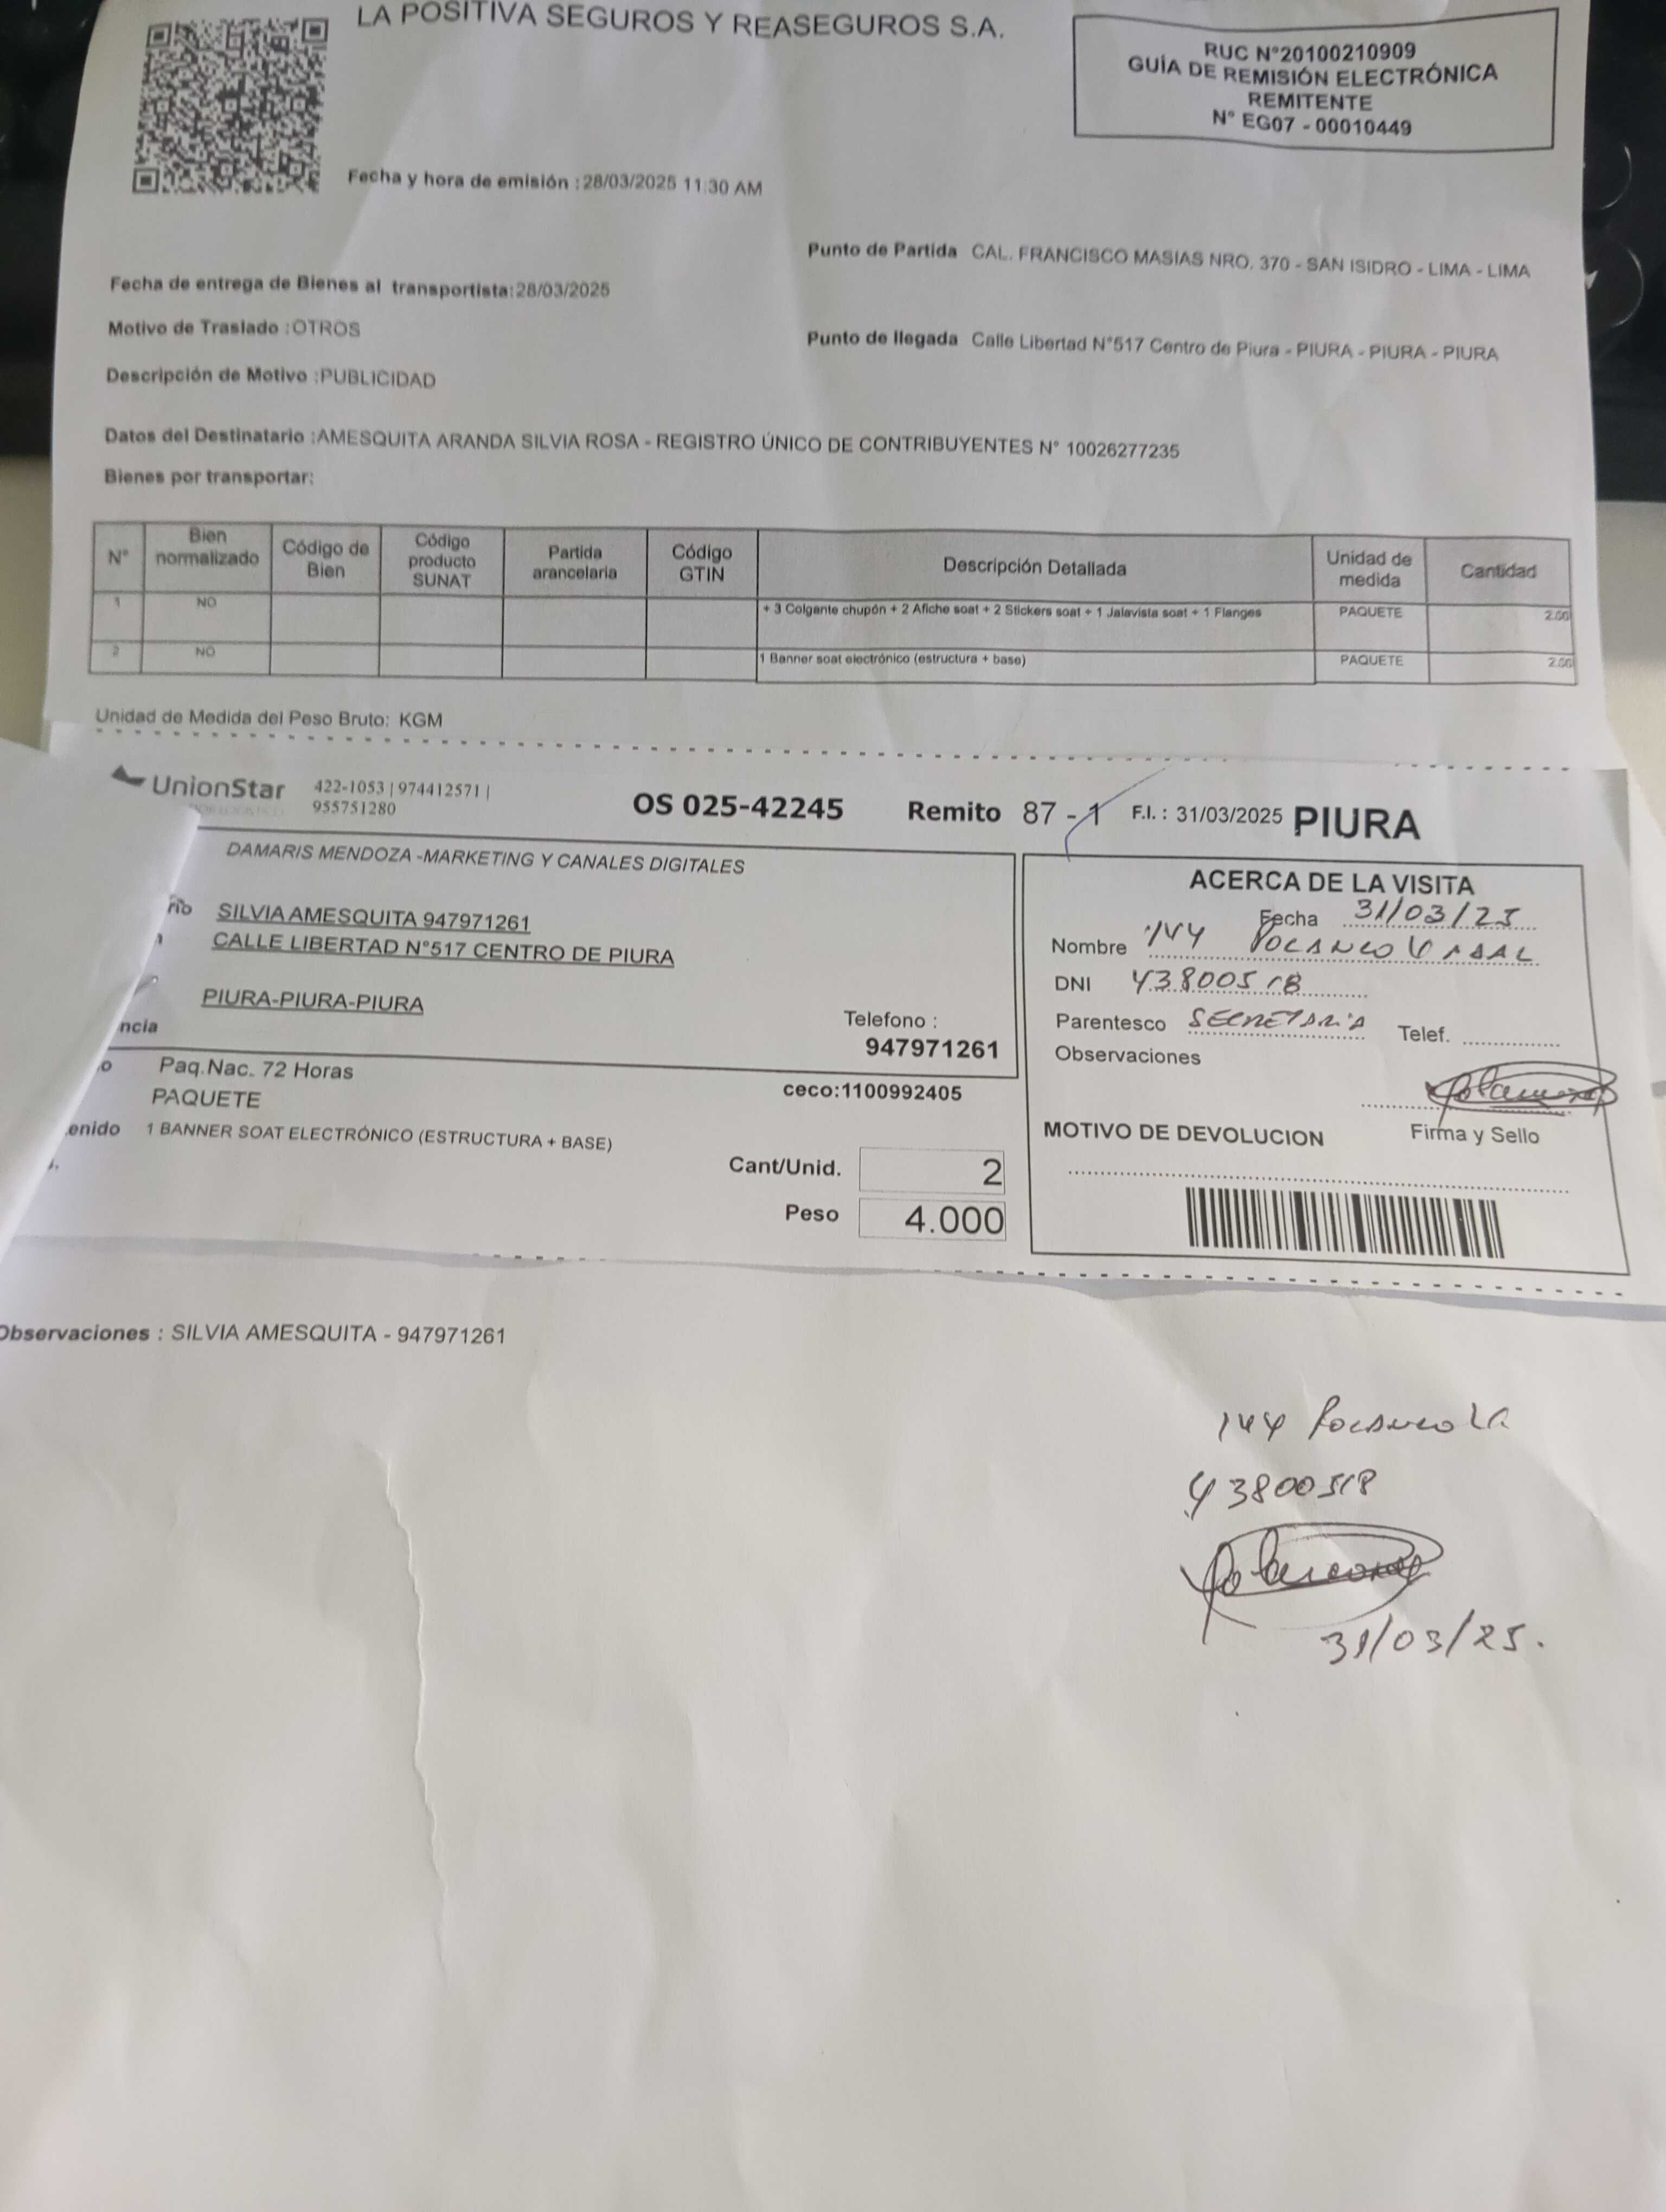 LA POSITIVA SEGUROS Y REASEGUROS S.A.
RUC N°20100210909
GUÍA DE REMISIÓN ELECTRÓNICA
REMITENTE
N° EG07 - 00010449
Fecha y hora de emisión : 28/03/2025 11:30 AM
Punto de Partida CAL. FRANCISCO MASIAS NRO. 370 - SAN ISIDRO - LIMA - LIMA
Fecha de entrega de Bienes al transportista:28/03/2025
Motivo de Traslado :OTROS
Punto de llegada Calle Libertad N°517 Centro de Piura - PIURA - PIURA - PIURA
Descripción de Motivo :PUBLICIDAD
Datos del Destinatario :AMESQUITA ARANDA SILVIA ROSA - REGISTRO ÚNICO DE CONTRIBUYENTES N° 10026277235
Bienes por transportar:
N° Bien normalizado Código de Bien Código producto SUNAT Partida arancelaria Código GTIN Descripción Detallada Unidad de medida Cantidad
1 NO + 3 Colgante chupón + 2 Afiche soat + 2 Stickers soat + 1 Jalavista soat + 1 Flanges PAQUETE 2.00
2 NO 1 Banner soat electrónico (estructura + base) PAQUETE 2.00
Unidad de Medida del Peso Bruto: KGM
UnionStar 422-1053 | 974412571 |
955751280
OS 025-42245 Remito 87 - 1 F.I. : 31/03/2025 PIURA
DAMARIS MENDOZA -MARKETING Y CANALES DIGITALES
SILVIA AMESQUITA 947971261
CALLE LIBERTAD N°517 CENTRO DE PIURA
PIURA-PIURA-PIURA
ncia
Telefono :
947971261
o Paq.Nac. 72 Horas
PAQUETE
ceco:1100992405
enido 1 BANNER SOAT ELECTRÓNICO (ESTRUCTURA + BASE)
Cant/Unid. 2
Peso 4.000
ACERCA DE LA VISITA
Fecha 31/03/25
Nombre
DNI 43800518
Parentesco SECRETARIA Telef.
Observaciones
Firma y Sello
MOTIVO DE DEVOLUCION
Observaciones : SILVIA AMESQUITA - 947971261
43800518
31/03/25.